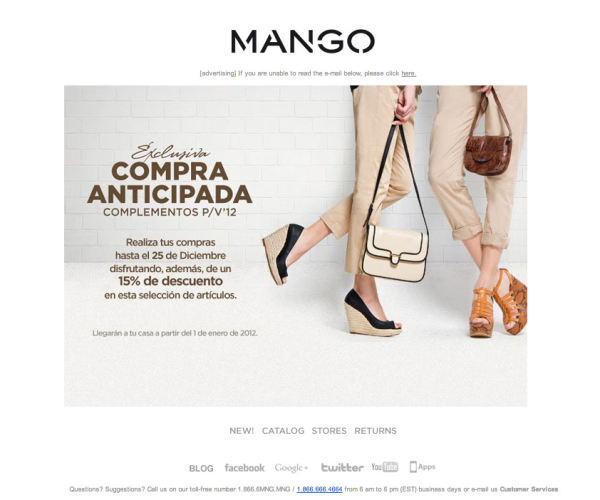 MANGO
[advertising] If you are unable to read the e-mail below, please click here.
Exclusiva
COMPRA
ANTICIPADA
COMPLEMENTOS P/V'12
Realiza tus compras
hasta el 25 de Diciembre
disfrutando, además, de un
15% de descuento
en esta selección de artículos.
Llegarán a tu casa a partir del 1 de enero de 2012.
NEW! CATALOG STORES RETURNS
BLOG facebook Google+ twitter YouTube Apps
Questions? Suggestions? Call us on our toll-free number 1.866.6MNG.MNG / 1.866.666.4664 from 6 am to 6 pm (EST) business days or e-mail us Customer Services